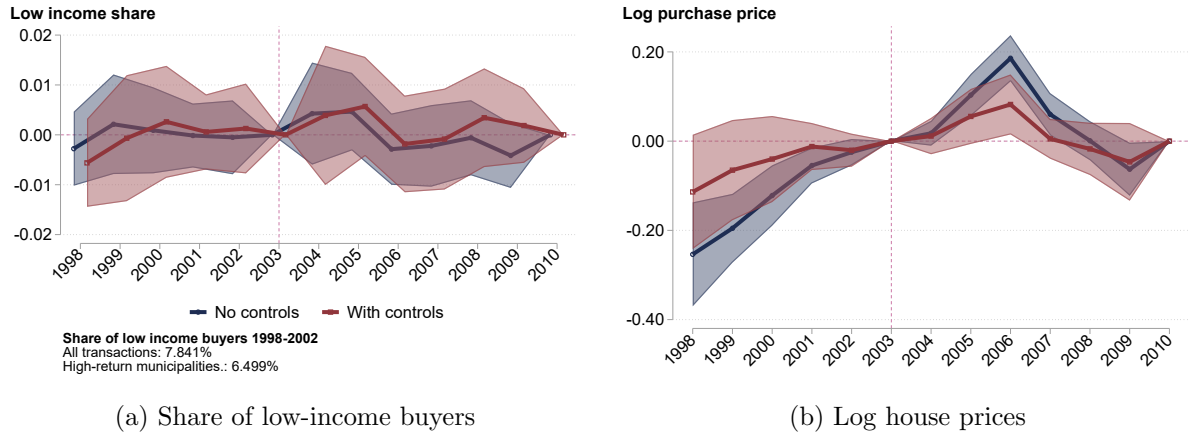 Low income share
0.02
0.01
0.00
-0.01
-0.02
1998 1999 2000 2001 2002 2003 2004 2005 2006 2007 2008 2009 2010
No controls With controls
Share of low income buyers 1998-2002
All transactions: 7.841%
High-return municipalities.: 6.499%
(a) Share of low-income buyers
Log purchase price
0.20
0.00
-0.20
-0.40
1998 1999 2000 2001 2002 2003 2004 2005 2006 2007 2008 2009 2010
(b) Log house prices